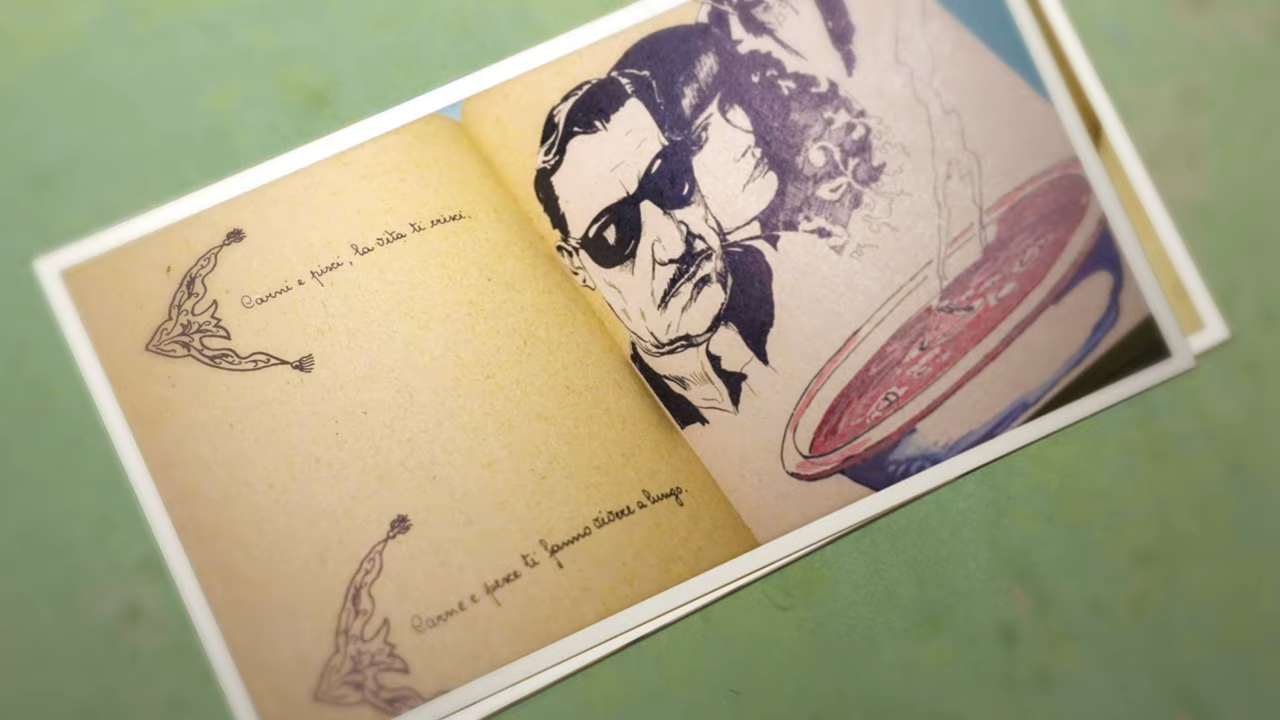 Carni e pisci, la vita ti crisci.
Carne e pesce ti fanno vivere a lungo.